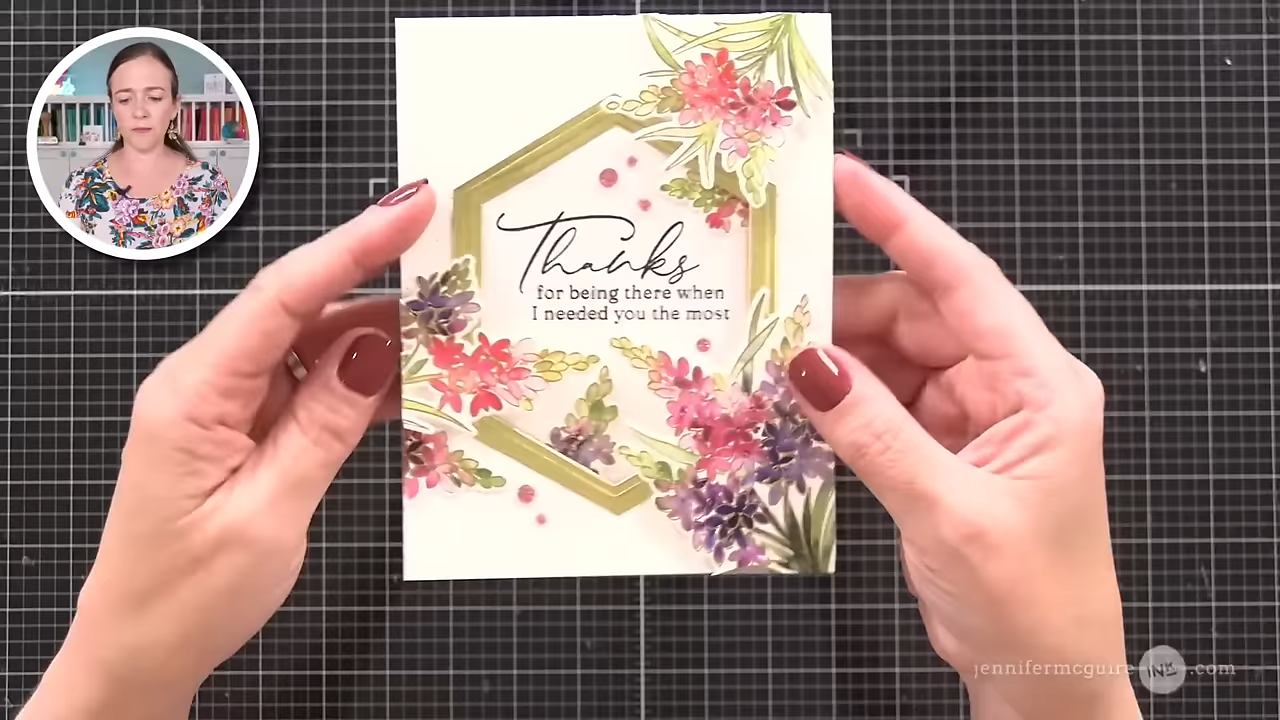 Thanks
for being there when
I needed you the most
jennifermcguire INK .com